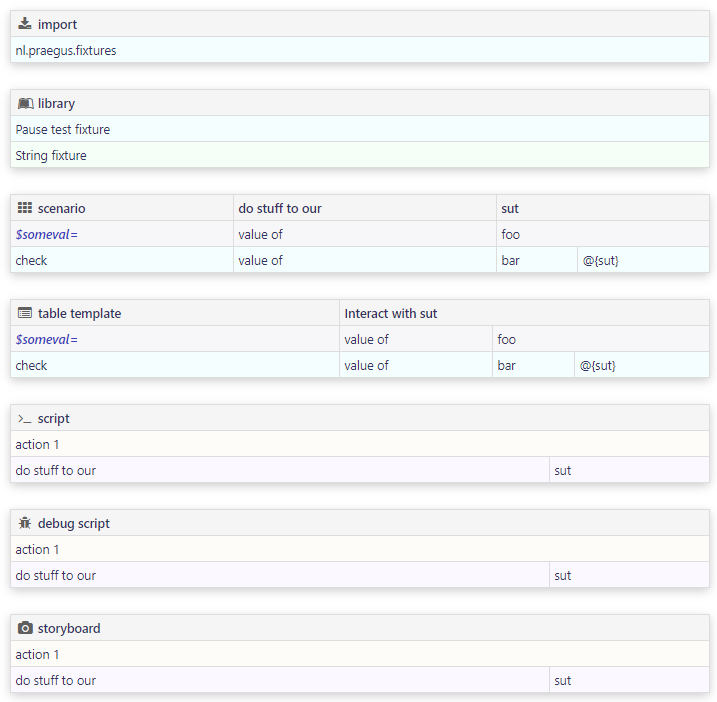 import
nl.praegus.fixtures
library
Pause test fixture
String fixture
scenario do stuff to our sut
$someval= value of foo
check value of bar @{sut}
table template Interact with sut
$someval= value of foo
check value of bar @{sut}
script
action 1
do stuff to our sut
debug script
action 1
do stuff to our sut
storyboard
action 1
do stuff to our sut